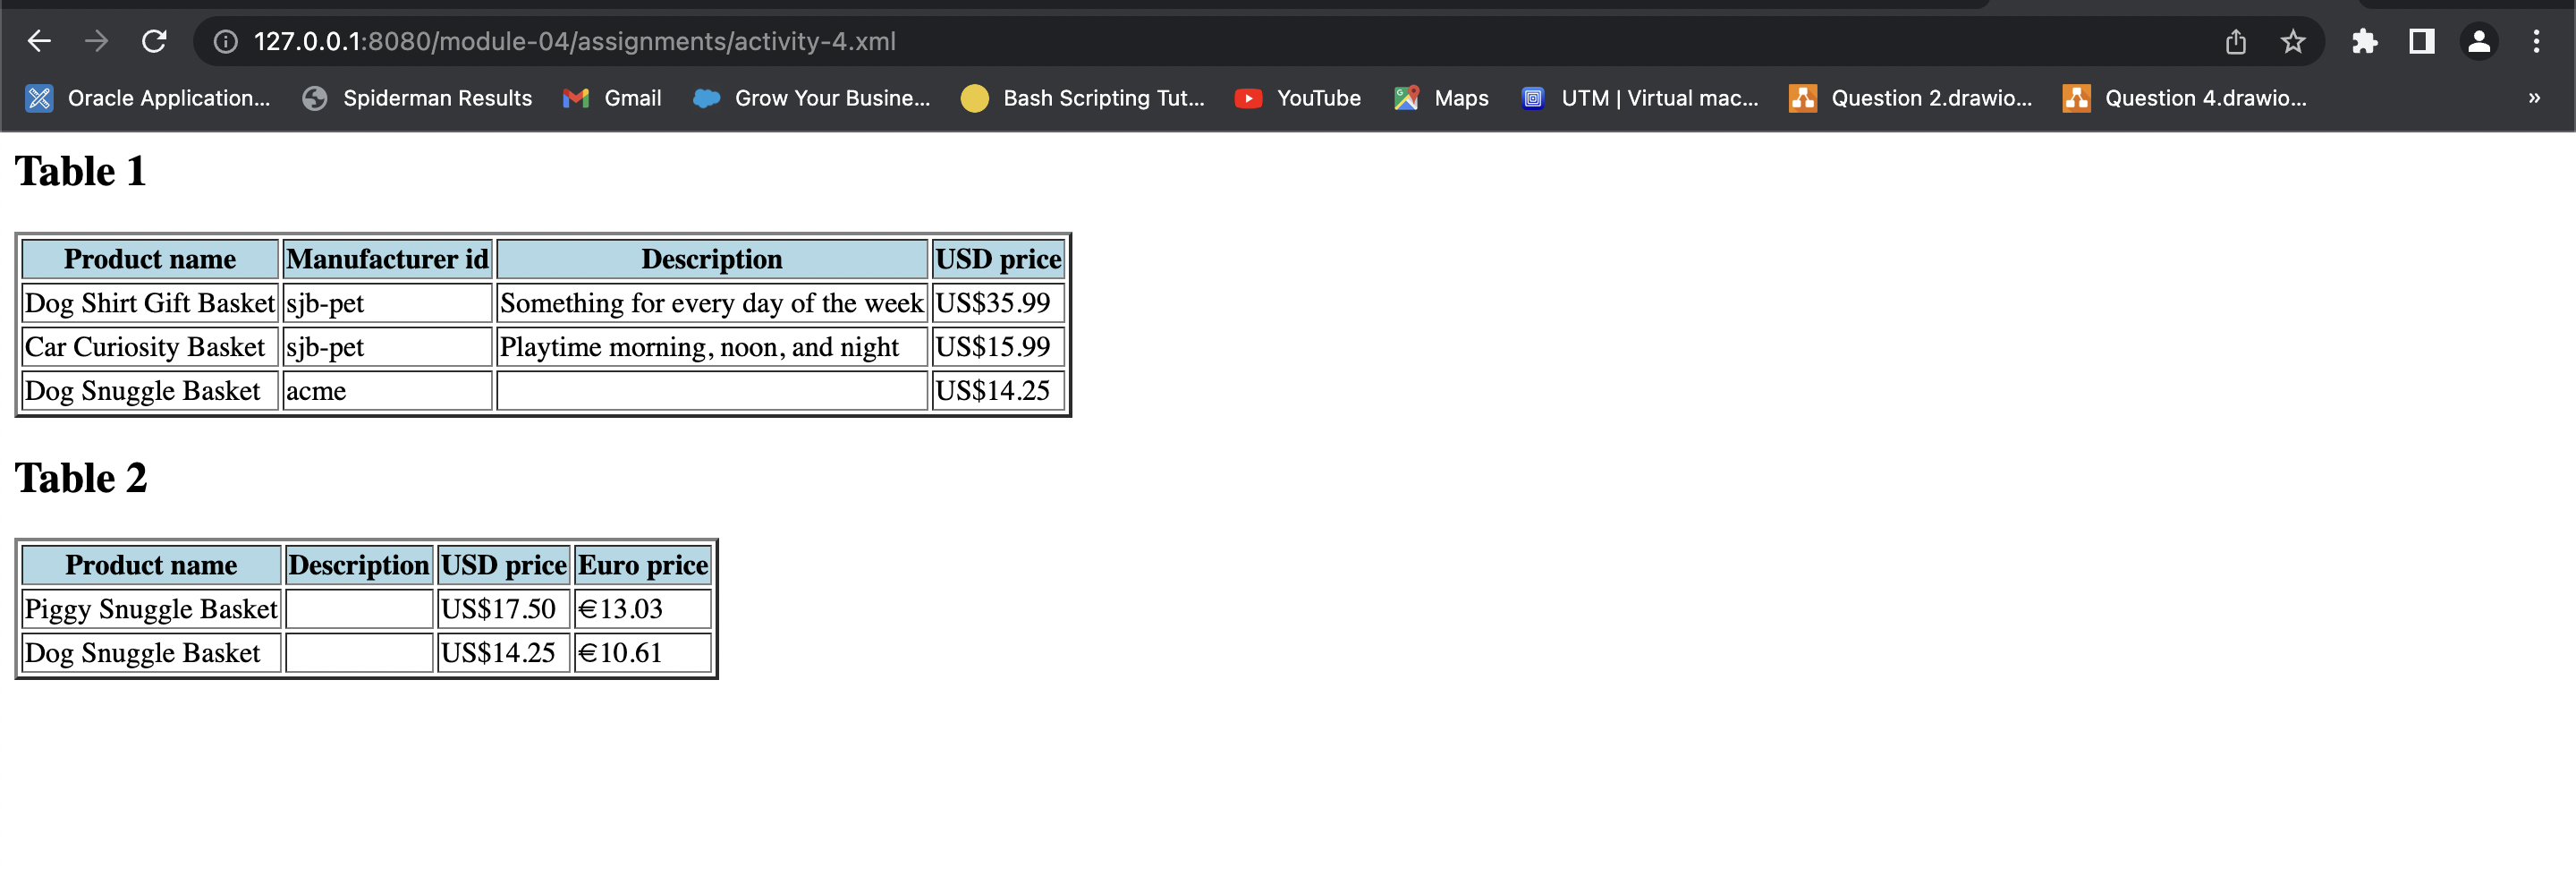 127.0.0.1:8080/module-04/assignments/activity-4.xml
Oracle Application... Spiderman Results Gmail Grow Your Busine... Bash Scripting Tut... YouTube Maps UTM | Virtual mac... Question 2.drawio... Question 4.drawio... »
Table 1
Product name Manufacturer id Description USD price
Dog Shirt Gift Basket sjb-pet Something for every day of the week US$35.99
Car Curiosity Basket sjb-pet Playtime morning, noon, and night US$15.99
Dog Snuggle Basket acme US$14.25
Table 2
Product name Description USD price Euro price
Piggy Snuggle Basket US$17.50 €13.03
Dog Snuggle Basket US$14.25 €10.61